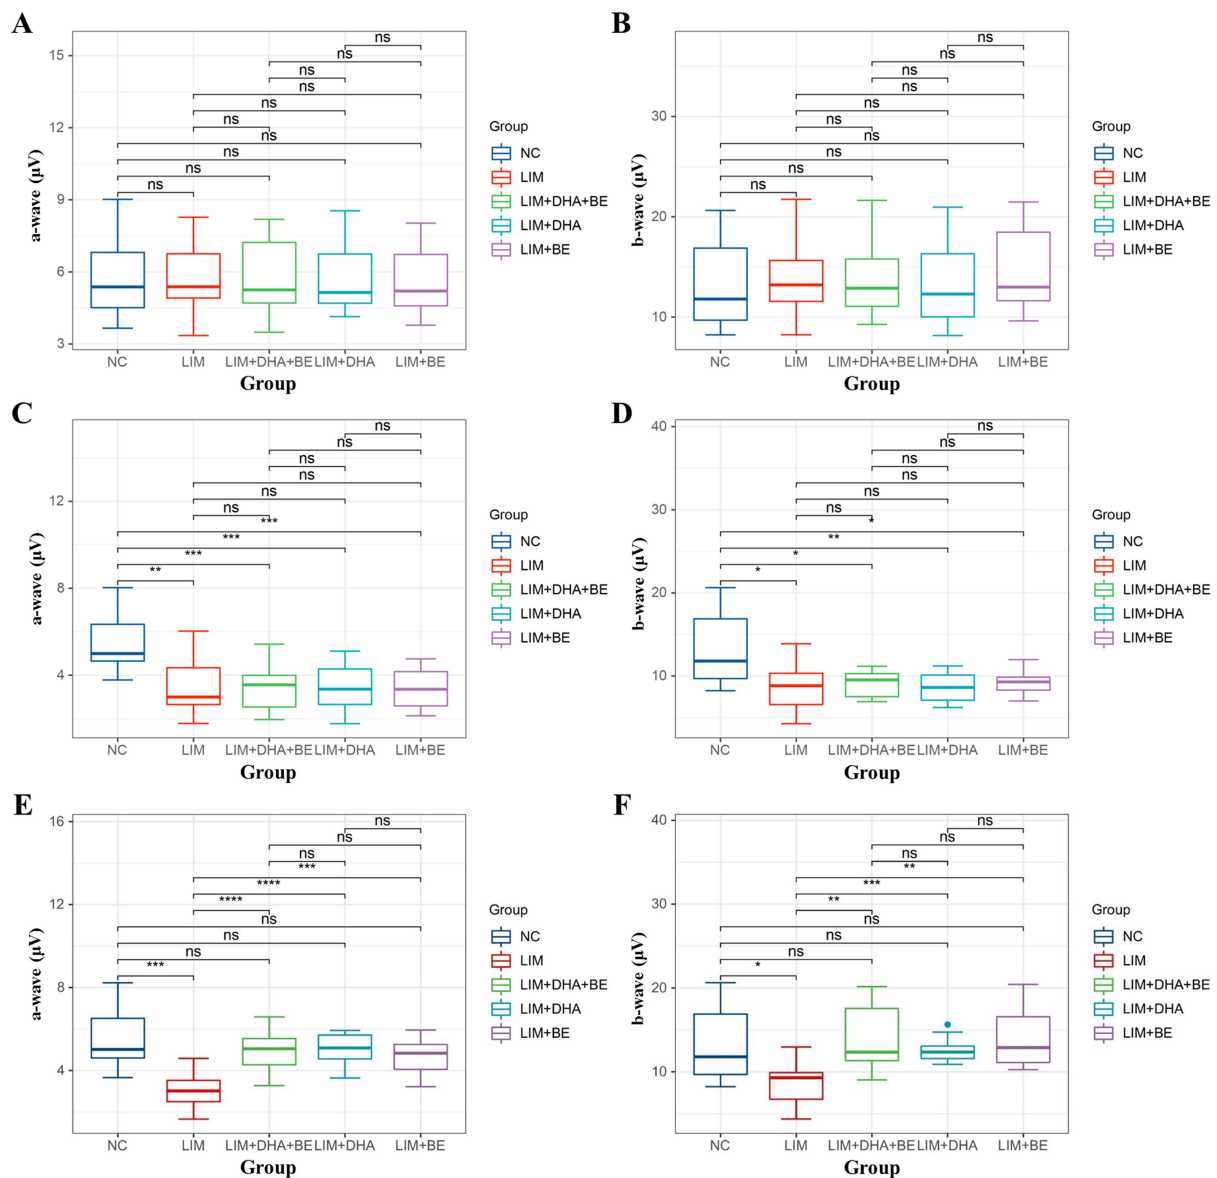 A
a-wave (μV)
15
12
9
6
3
ns
ns
ns
ns
ns
ns
ns
ns
ns
ns
NC
LIM
LIM+DHA+BE
LIM+DHA
LIM+BE
Group
Group
NC
LIM
LIM+DHA+BE
LIM+DHA
LIM+BE
B
b-wave (μV)
30
20
10
ns
ns
ns
ns
ns
ns
ns
ns
ns
ns
NC
LIM
LIM+DHA+BE
LIM+DHA
LIM+BE
Group
Group
NC
LIM
LIM+DHA+BE
LIM+DHA
LIM+BE
C
a-wave (μV)
12
8
4
ns
ns
ns
ns
ns
ns
***
***
***
**
NC
LIM
LIM+DHA+BE
LIM+DHA
LIM+BE
Group
Group
NC
LIM
LIM+DHA+BE
LIM+DHA
LIM+BE
D
b-wave (μV)
40
30
20
10
ns
ns
ns
ns
ns
ns
*
**
*
*
NC
LIM
LIM+DHA+BE
LIM+DHA
LIM+BE
Group
Group
NC
LIM
LIM+DHA+BE
LIM+DHA
LIM+BE
E
a-wave (μV)
16
12
8
4
ns
ns
ns
***
****
****
ns
ns
ns
***
NC
LIM
LIM+DHA+BE
LIM+DHA
LIM+BE
Group
Group
NC
LIM
LIM+DHA+BE
LIM+DHA
LIM+BE
F
b-wave (μV)
40
30
20
10
ns
ns
ns
**
***
**
ns
ns
ns
*
NC
LIM
LIM+DHA+BE
LIM+DHA
LIM+BE
Group
Group
NC
LIM
LIM+DHA+BE
LIM+DHA
LIM+BE